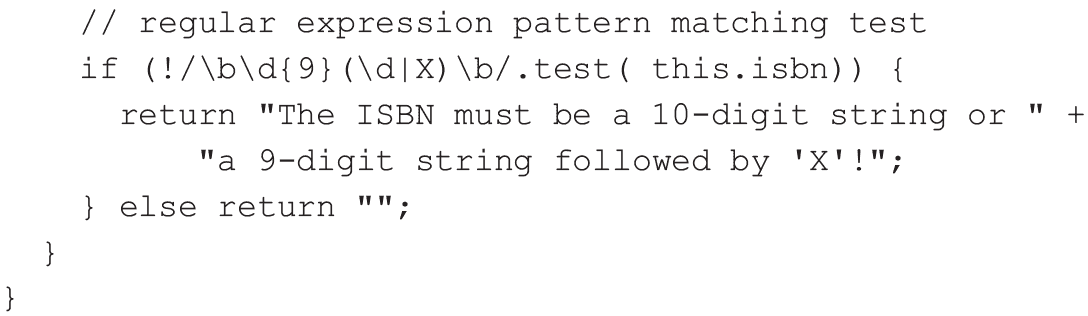 // regular expression pattern matching test
if (!/\b\d{9}(\d|X)\b/.test( this.isbn)) {
return "The ISBN must be a 10-digit string or " +
"a 9-digit string followed by 'X'!";
} else return "";
}
}